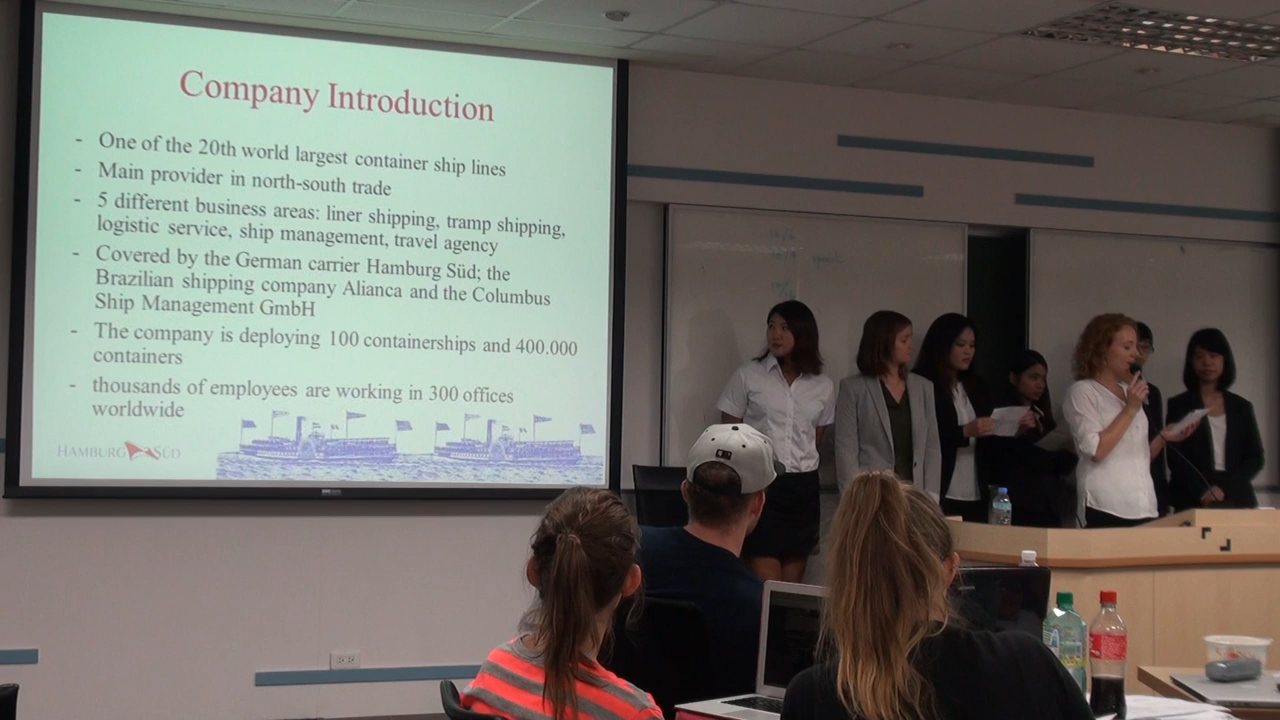 Company Introduction
- One of the 20th world largest container ship lines
- Main provider in north-south trade
- 5 different business areas: liner shipping, tramp shipping,
logistic service, ship management, travel agency
- Covered by the German carrier Hamburg Süd; the
Brazilian shipping company Alianca and the Columbus
Ship Management GmbH
- The company is deploying 100 containerships and 400.000
containers
- thousands of employees are working in 300 offices
worldwide
HAMBURG SÜD